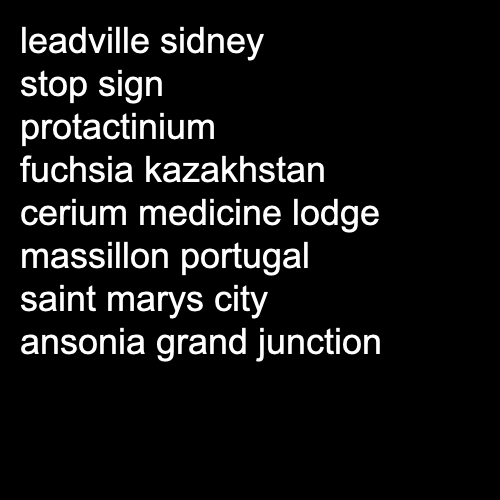 leadville sidney
stop sign
protactinium
fuchsia kazakhstan
cerium medicine lodge
massillon portugal
saint marys city
ansonia grand junction